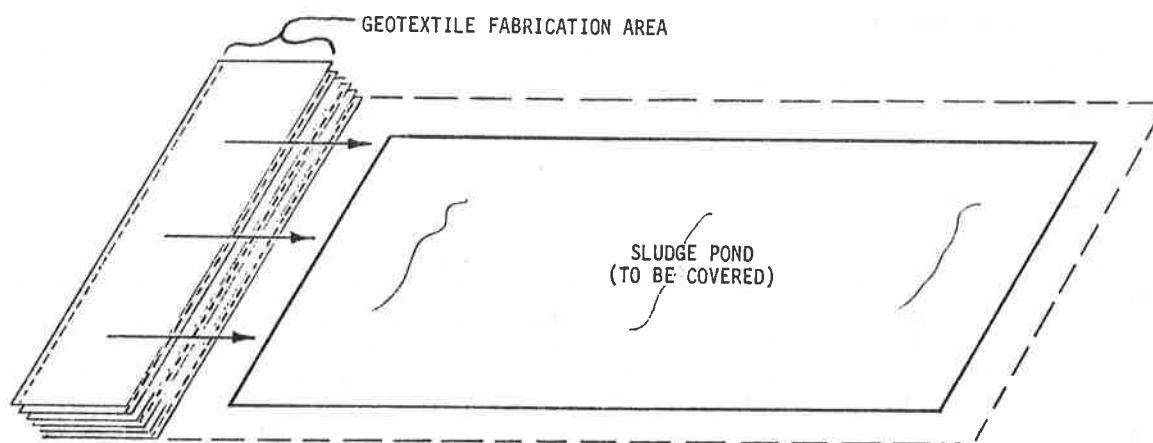 GEOTEXTILE FABRICATION AREA
SLUDGE POND
(TO BE COVERED)